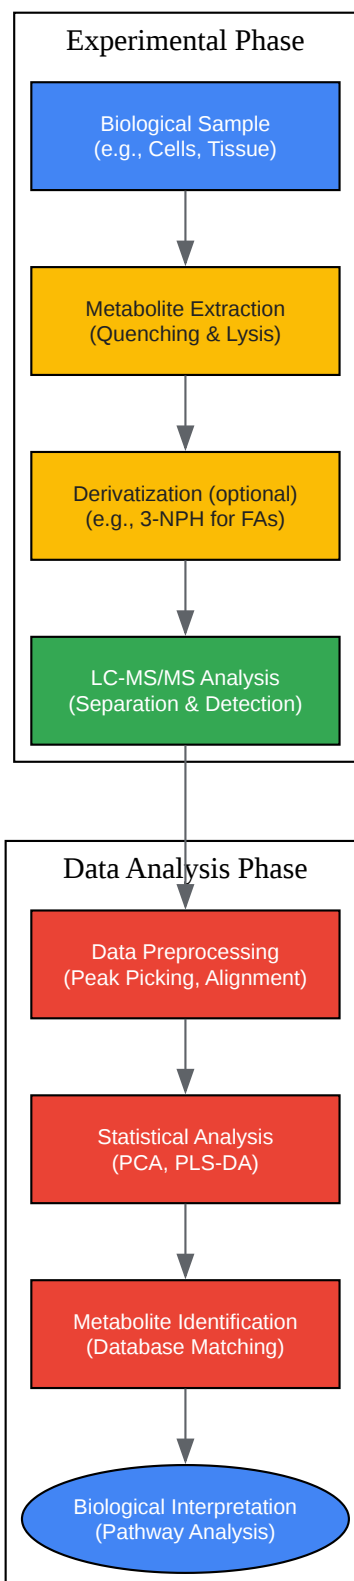 Experimental Phase
Biological Sample
(e.g., Cells, Tissue)
Metabolite Extraction
(Quenching & Lysis)
Derivatization (optional)
(e.g., 3-NPH for FAs)
LC-MS/MS Analysis
(Separation & Detection)
Data Analysis Phase
Data Preprocessing
(Peak Picking, Alignment)
Statistical Analysis
(PCA, PLS-DA)
Metabolite Identification
(Database Matching)
Biological Interpretation
(Pathway Analysis)